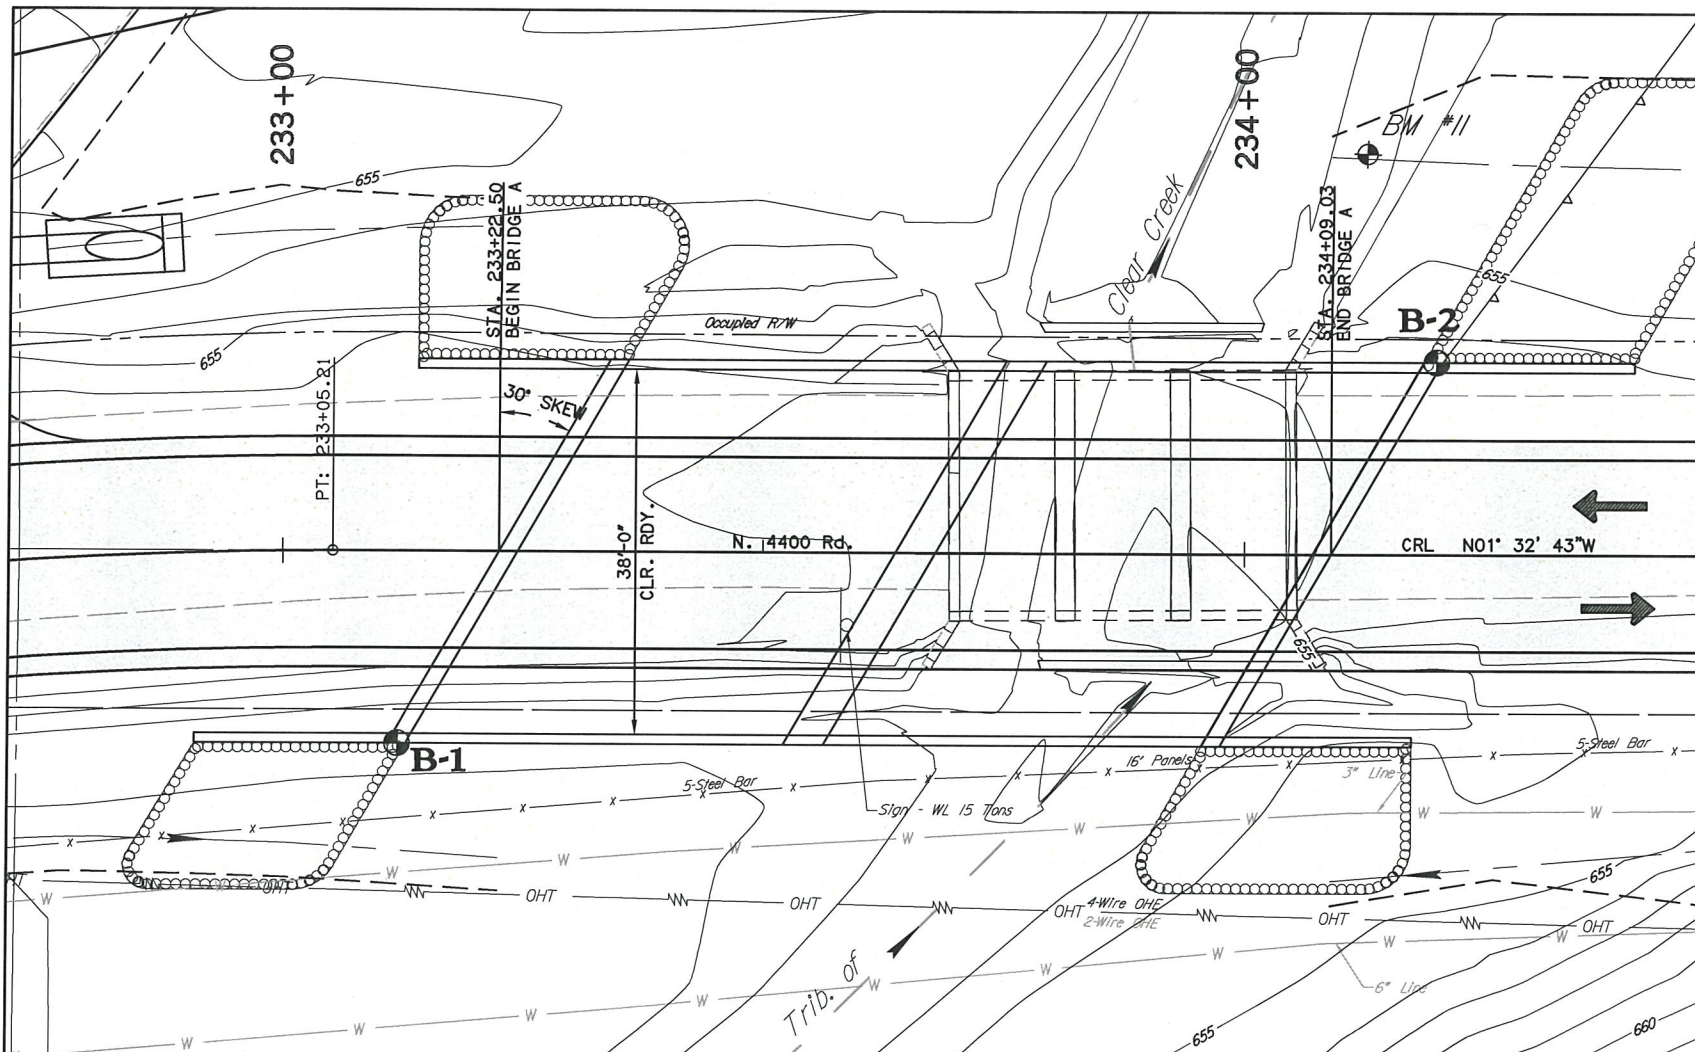 233+00
234+00
BM #11
655
STA. 233+22.50
BEGIN BRIDGE A
Clear Creek
STA. 234+09.03
END BRIDGE A
655
B-2
Occupied R/W
655
PT: 233+05.21
30° SKEW
38'-0"
CLR. RDY.
N. 4400 Rd.
CRL N01° 32' 43"W
655
B-1
5-Steel Bar
16' Panels
5-Steel Bar
3" Line
Sign - WL 15 Tons
X X X X X X X X X X X X
W W W W W W W
OHT OHT OHT OHT OHT OHT
4-Wire OHE
2-Wire OHE
655
Trib. of
W W W W W W W W
6" Line
655
660